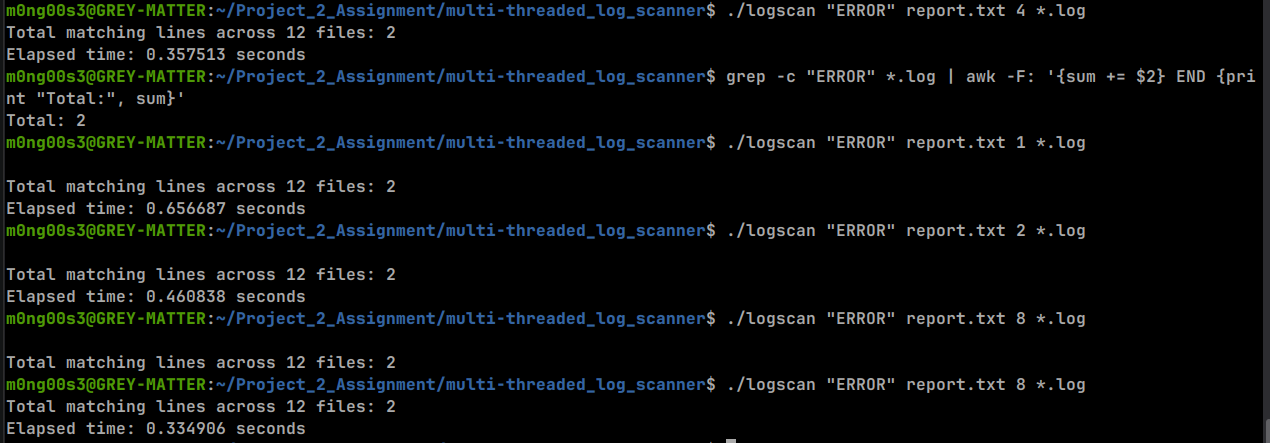 m0ng00s3@GREY-MATTER:~/Project_2_Assignment/multi-threaded_log_scanner$ ./logscan "ERROR" report.txt 4 *.log
Total matching lines across 12 files: 2
Elapsed time: 0.357513 seconds
m0ng00s3@GREY-MATTER:~/Project_2_Assignment/multi-threaded_log_scanner$ grep -c "ERROR" *.log | awk -F: '{sum += $2} END {pri
nt "Total:", sum}'
Total: 2
m0ng00s3@GREY-MATTER:~/Project_2_Assignment/multi-threaded_log_scanner$ ./logscan "ERROR" report.txt 1 *.log
Total matching lines across 12 files: 2
Elapsed time: 0.656687 seconds
m0ng00s3@GREY-MATTER:~/Project_2_Assignment/multi-threaded_log_scanner$ ./logscan "ERROR" report.txt 2 *.log
Total matching lines across 12 files: 2
Elapsed time: 0.460838 seconds
m0ng00s3@GREY-MATTER:~/Project_2_Assignment/multi-threaded_log_scanner$ ./logscan "ERROR" report.txt 8 *.log
Total matching lines across 12 files: 2
m0ng00s3@GREY-MATTER:~/Project_2_Assignment/multi-threaded_log_scanner$ ./logscan "ERROR" report.txt 8 *.log
Total matching lines across 12 files: 2
Elapsed time: 0.334906 seconds